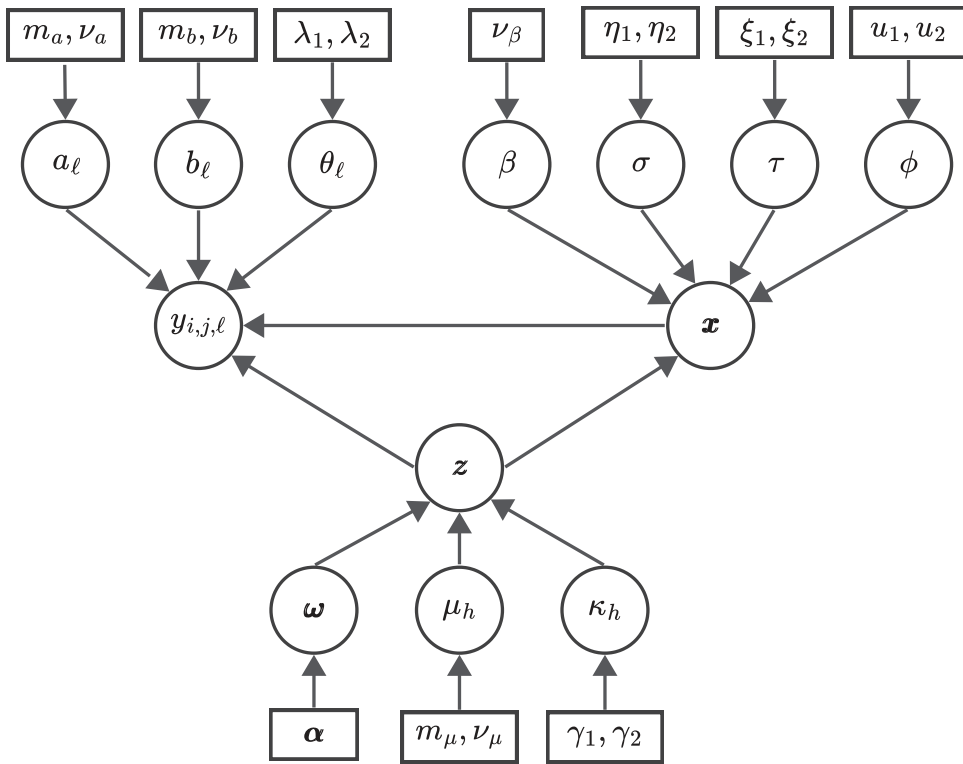 m_a, ν_a m_b, ν_b λ_1, λ_2 ν_β η_1, η_2 ξ_1, ξ_2 u_1, u_2
a_ℓ b_ℓ θ_ℓ β σ τ ϕ
y_{i,j,ℓ} x
z
ω μ_h κ_h
α m_μ, ν_μ γ_1, γ_2